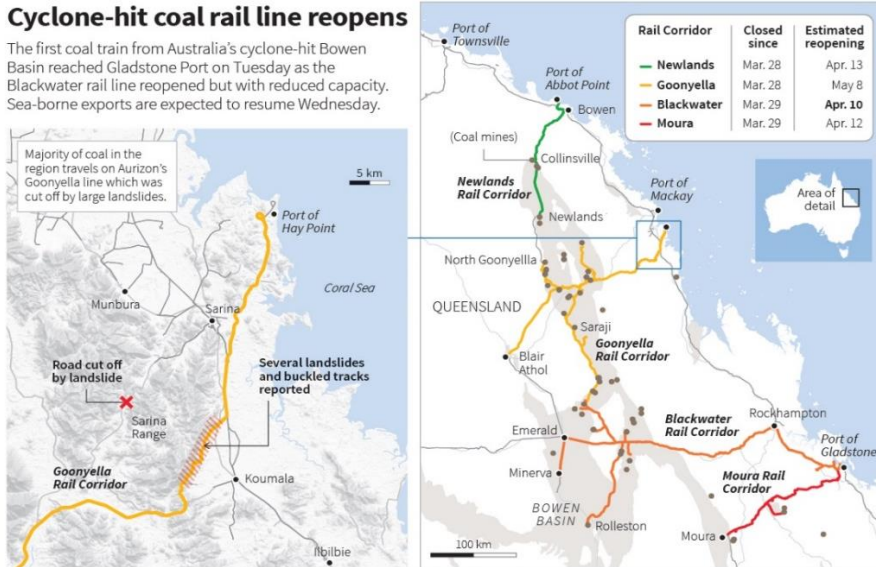 Cyclone-hit coal rail line reopens
The first coal train from Australia's cyclone-hit Bowen
Basin reached Gladstone Port on Tuesday as the
Blackwater rail line reopened but with reduced capacity.
Sea-borne exports are expected to resume Wednesday.
Majority of coal in the
region travels on Aurizon's
Goonyella line which was
cut off by large landslides.
5 km
Port of
Hay Point
Coral Sea
Munbura
Sarina
Road cut off
by landslide
Several landslides
and buckled tracks
reported
Sarina
Range
Goonyella
Rail Corridor
Koumala
Ilbilbie
Port of
Townsville
Rail Corridor Closed since Estimated reopening
Newlands Mar. 28 Apr. 13
Goonyella Mar. 28 May 8
Blackwater Mar. 29 Apr. 10
Moura Mar. 29 Apr. 12
Port of
Abbot Point
Bowen
(Coal mines)
Collinsville
Newlands
Rail Corridor
Port of
Mackay
Area of
detail
Newlands
North Goonyellla
QUEENSLAND
Saraji
Goonyella
Rail Corridor
Blair
Athol
Blackwater
Rail Corridor
Rockhampton
Emerald
Port of
Gladstone
Minerva
Moura Rail
Corridor
BOWEN
BASIN
Rolleston
Moura
100 km